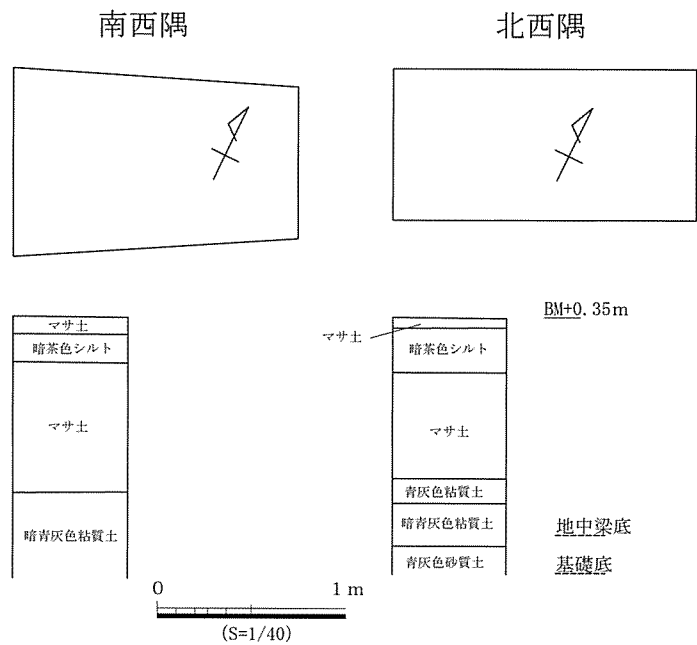 南西隅
北西隅
BM+0.35m
マサ土
暗茶色シルト
マサ土
暗青灰色粘質土
マサ土
暗茶色シルト
マサ土
青灰色粘質土
暗青灰色粘質土
青灰色砂質土
地中梁底
基礎底
0 1m
(S=1/40)